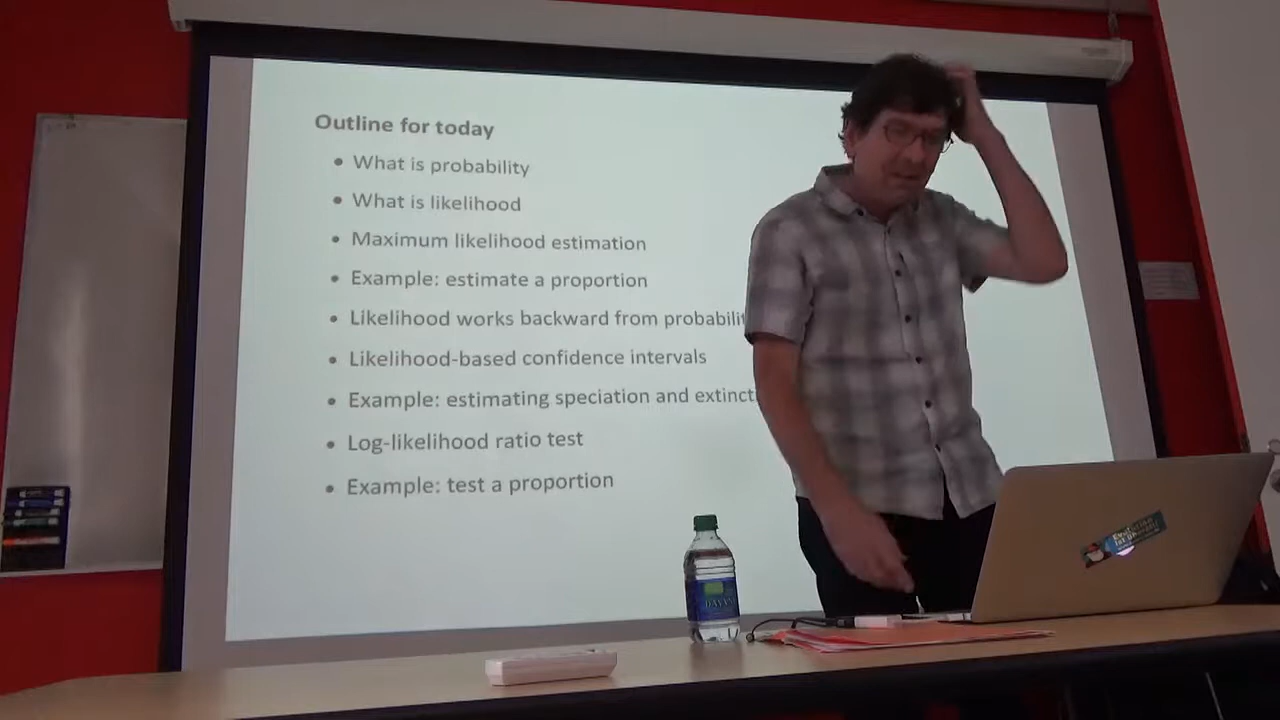 Outline for today
• What is probability
• What is likelihood
• Maximum likelihood estimation
• Example: estimate a proportion
• Likelihood works backward from probabilit
• Likelihood-based confidence intervals
• Example: estimating speciation and extinct
• Log-likelihood ratio test
• Example: test a proportion